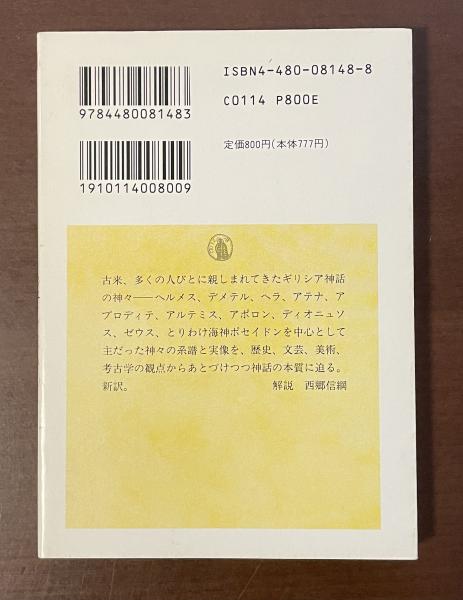 ISBN4-480-08148-8
9784480081483
C0114 P800E
定価800円(本体777円)
1910114008009
古来、多くの人びとに親しまれてきたギリシア神話
の神々――ヘルメス、デメテル、ヘラ、アテナ、ア
プロディテ、アルテミス、アポロン、ディオニュソ
ス、ゼウス、とりわけ海神ポセイドンを中心として
主だった神々の系譜と実像を、歴史、文芸、美術、
考古学の観点からあとづけつつ神話の本質に迫る。
新訳。 解説 西郷信綱